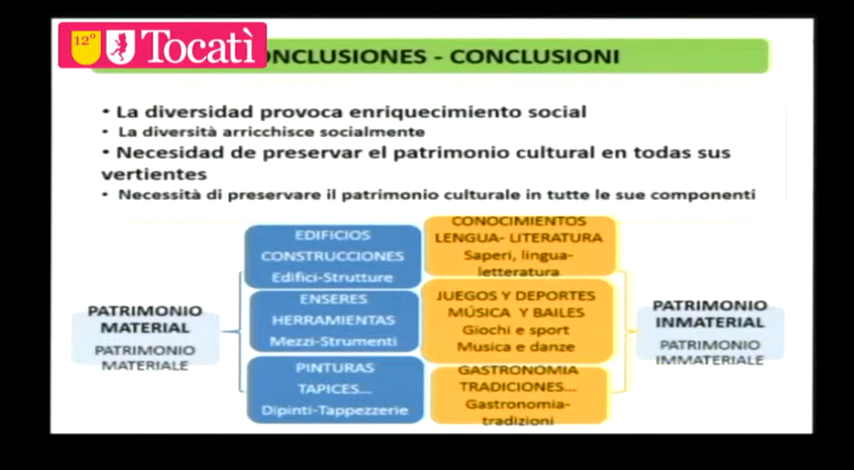 12º Tocatì
ONCLUSIONES - CONCLUSIONI
• La diversidad provoca enriquecimiento social
• La diversità arricchisce socialmente
• Necesidad de preservar el patrimonio cultural en todas sus
vertientes
• Necessità di preservare il patrimonio culturale in tutte le sue componenti
PATRIMONIO
MATERIAL
PATRIMONIO
MATERIALE
EDIFICIOS
CONSTRUCCIONES
Edifici-Strutture
ENSERES
HERRAMIENTAS
Mezzi-Strumenti
PINTURAS
TAPICES...
Dipinti-Tappezzerie
CONOCIMIENTOS
LENGUA- LITERATURA
Saperi, lingua-
letteratura
JUEGOS Y DEPORTES
MÚSICA Y BAILES
Giochi e sport
Musica e danze
GASTRONOMIA
TRADICIONES...
Gastronomia-
tradizioni
PATRIMONIO
INMATERIAL
PATRIMONIO
IMMATERIALE